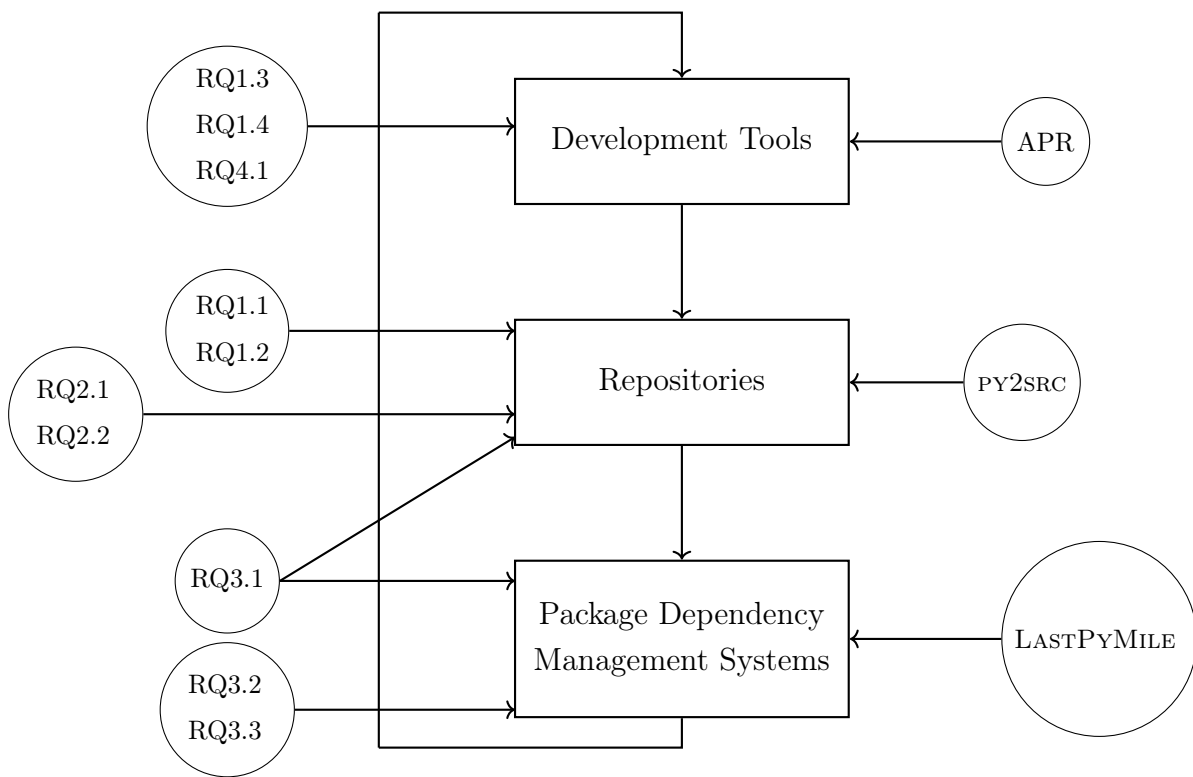 RQ1.3
RQ1.4
RQ4.1
Development Tools
APR
RQ1.1
RQ1.2
RQ2.1
RQ2.2
Repositories
PY2SRC
RQ3.1
Package Dependency
Management Systems
LASTPYMILE
RQ3.2
RQ3.3